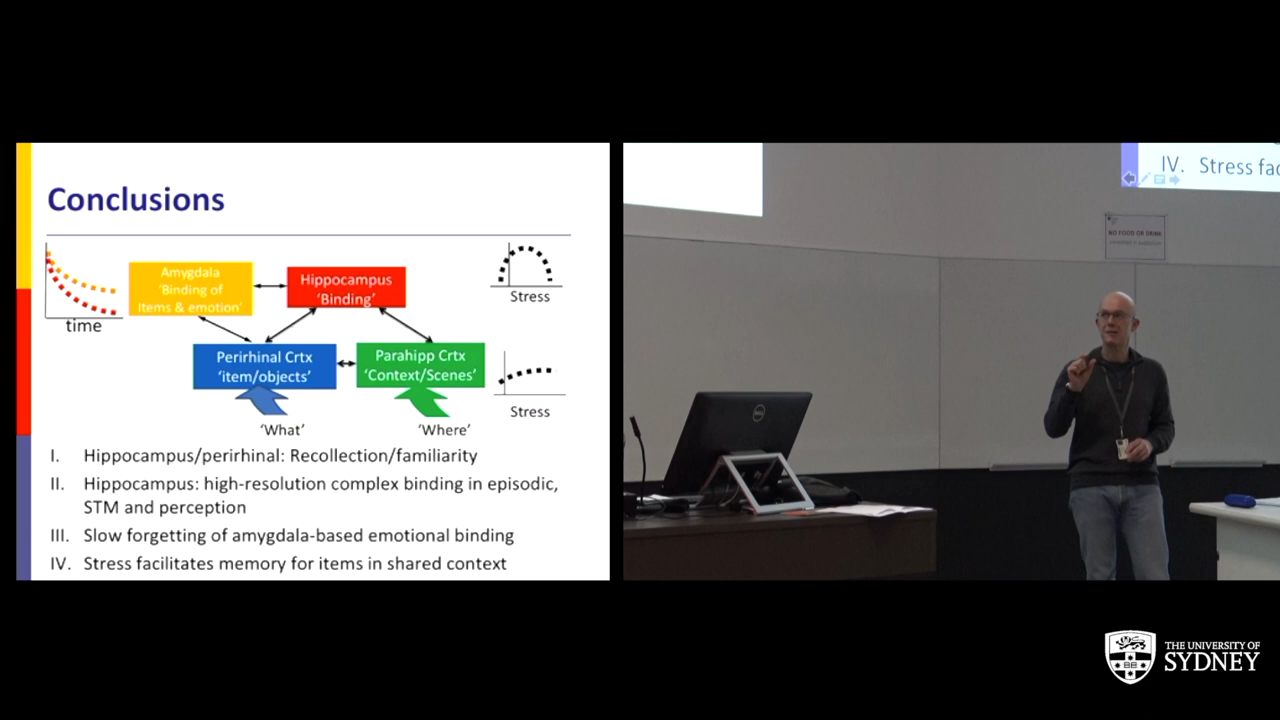 Conclusions
Amygdala
'Binding of
Items & emotion'
Hippocampus
'Binding'
Stress
time
Perirhinal Crtx
'item/objects'
Parahipp Crtx
'Context/Scenes'
Stress
'What'
'Where'
I. Hippocampus/perirhinal: Recollection/familiarity
II. Hippocampus: high-resolution complex binding in episodic,
STM and perception
III. Slow forgetting of amygdala-based emotional binding
IV. Stress facilitates memory for items in shared context
IV. Stress fac
NO FOOD OR DRINK
DELL
THE UNIVERSITY OF
SYDNEY